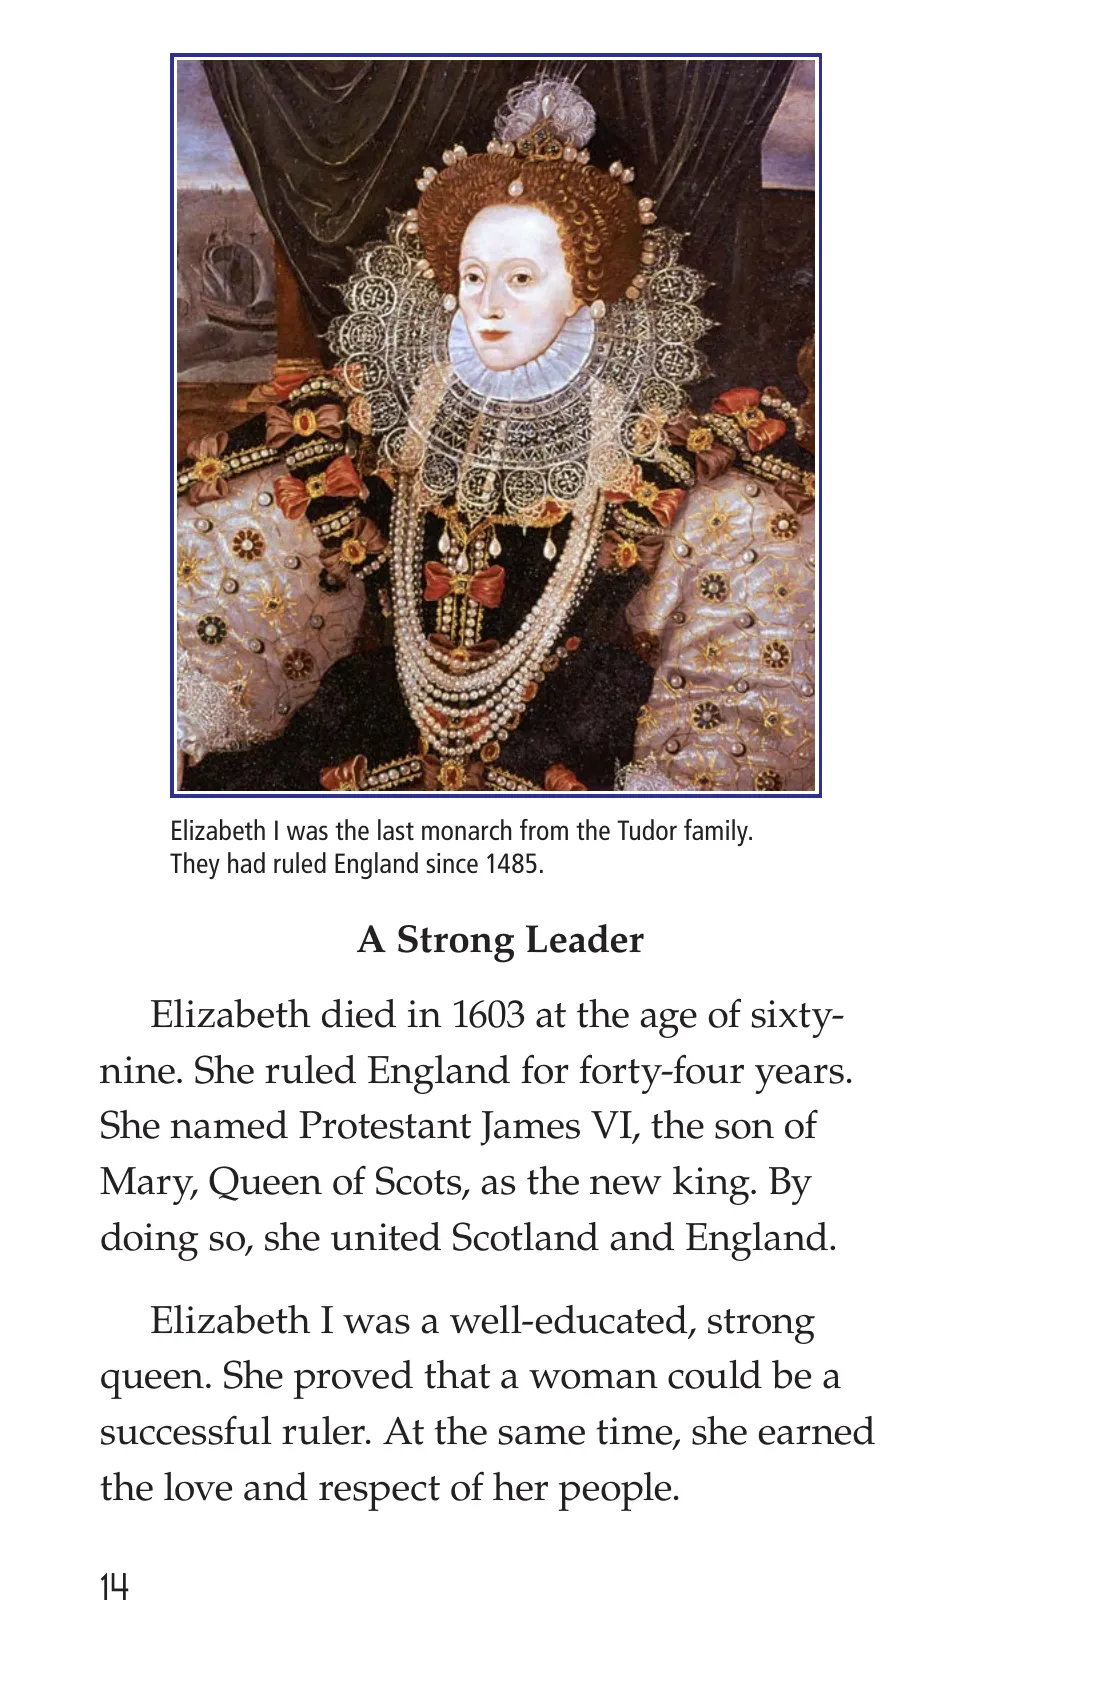 Elizabeth I was the last monarch from the Tudor family.
They had ruled England since 1485.
A Strong Leader
Elizabeth died in 1603 at the age of sixty-
nine. She ruled England for forty-four years.
She named Protestant James VI, the son of
Mary, Queen of Scots, as the new king. By
doing so, she united Scotland and England.
Elizabeth I was a well-educated, strong
queen. She proved that a woman could be a
successful ruler. At the same time, she earned
the love and respect of her people.
14